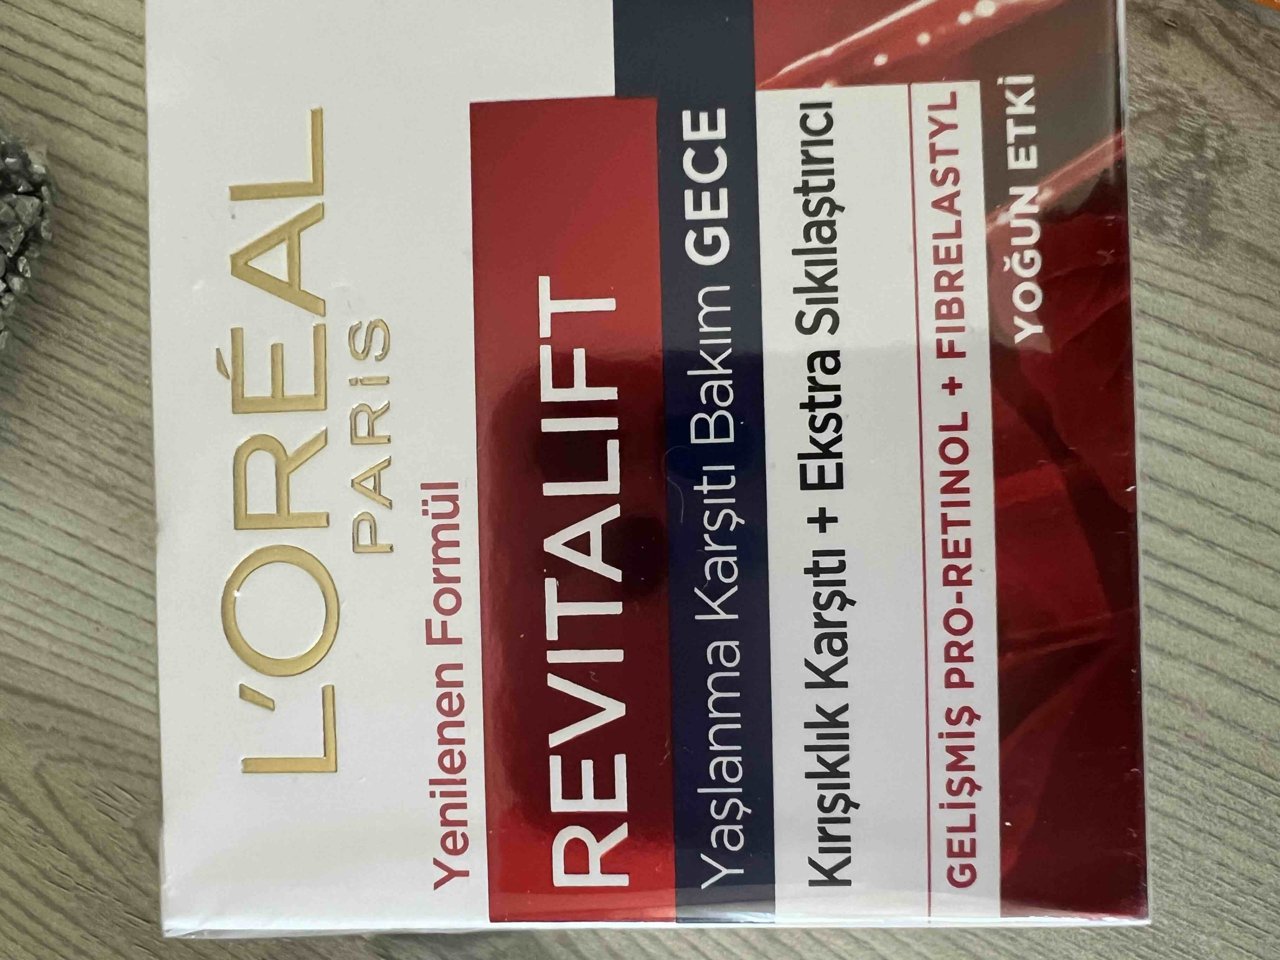 L'ORÉAL
PARİS
Yenilenen Formül
REVITALIFT
Yaşlanma Karşıtı Bakım GECE
Kırışıklık Karşıtı + Ekstra Sıkılaştırıcı
GELİŞMİŞ PRO-RETINOL + FIBRELASTYL
YOĞUN ETKİ